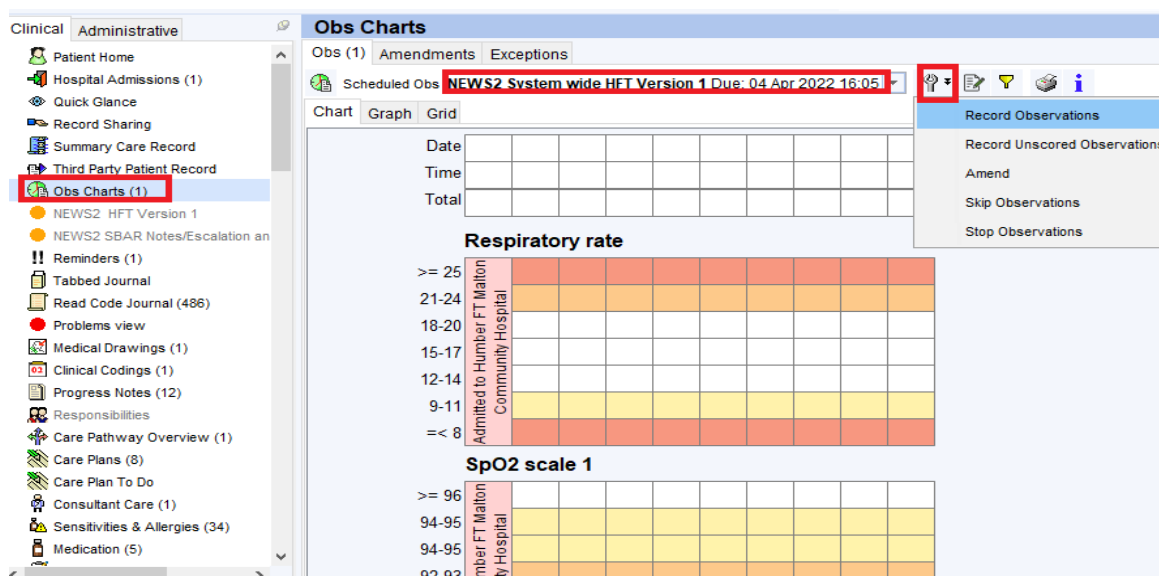 Clinical Administrative
Patient Home
Hospital Admissions (1)
Quick Glance
Record Sharing
Summary Care Record
Third Party Patient Record
Obs Charts (1)
NEWS2 HFT Version 1
NEWS2 SBAR Notes/Escalation an
Reminders (1)
Tabbed Journal
Read Code Journal (486)
Problems view
Medical Drawings (1)
Clinical Codings (1)
Progress Notes (12)
Responsibilities
Care Pathway Overview (1)
Care Plans (8)
Care Plan To Do
Consultant Care (1)
Sensitivities & Allergies (34)
Medication (5)
Obs Charts
Obs (1) Amendments Exceptions
Scheduled Obs NEWS2 System wide HFT Version 1 Due: 04 Apr 2022 16:05
Record Observations
Record Unscored Observations
Amend
Skip Observations
Stop Observations
Chart Graph Grid
Date
Time
Total
Respiratory rate
>= 25
21-24
18-20
15-17
12-14
9-11
=< 8
Admitted to Humber FT Malton
Community Hospital
SpO2 scale 1
>= 96
94-95
94-95
92-93
mber FT Malton
ty Hospital